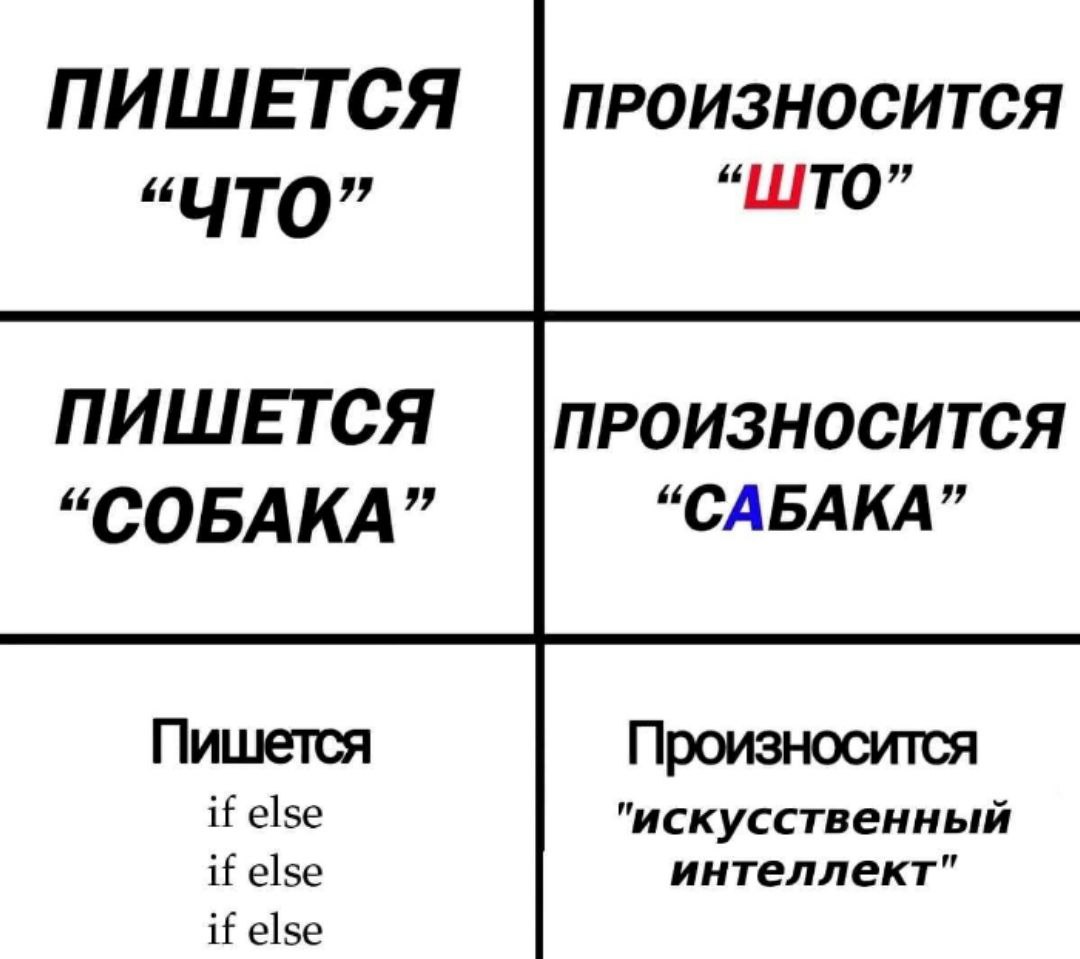 ПИШЕТСЯ
“ЧТО”
ПРОИЗНОСИТСЯ
“ШТО”
ПИШЕТСЯ
“СОБАКА”
ПРОИЗНОСИТСЯ
“САБАКА”
Пишется
if else
if else
if else
Произносится
"искусственный
интеллект"